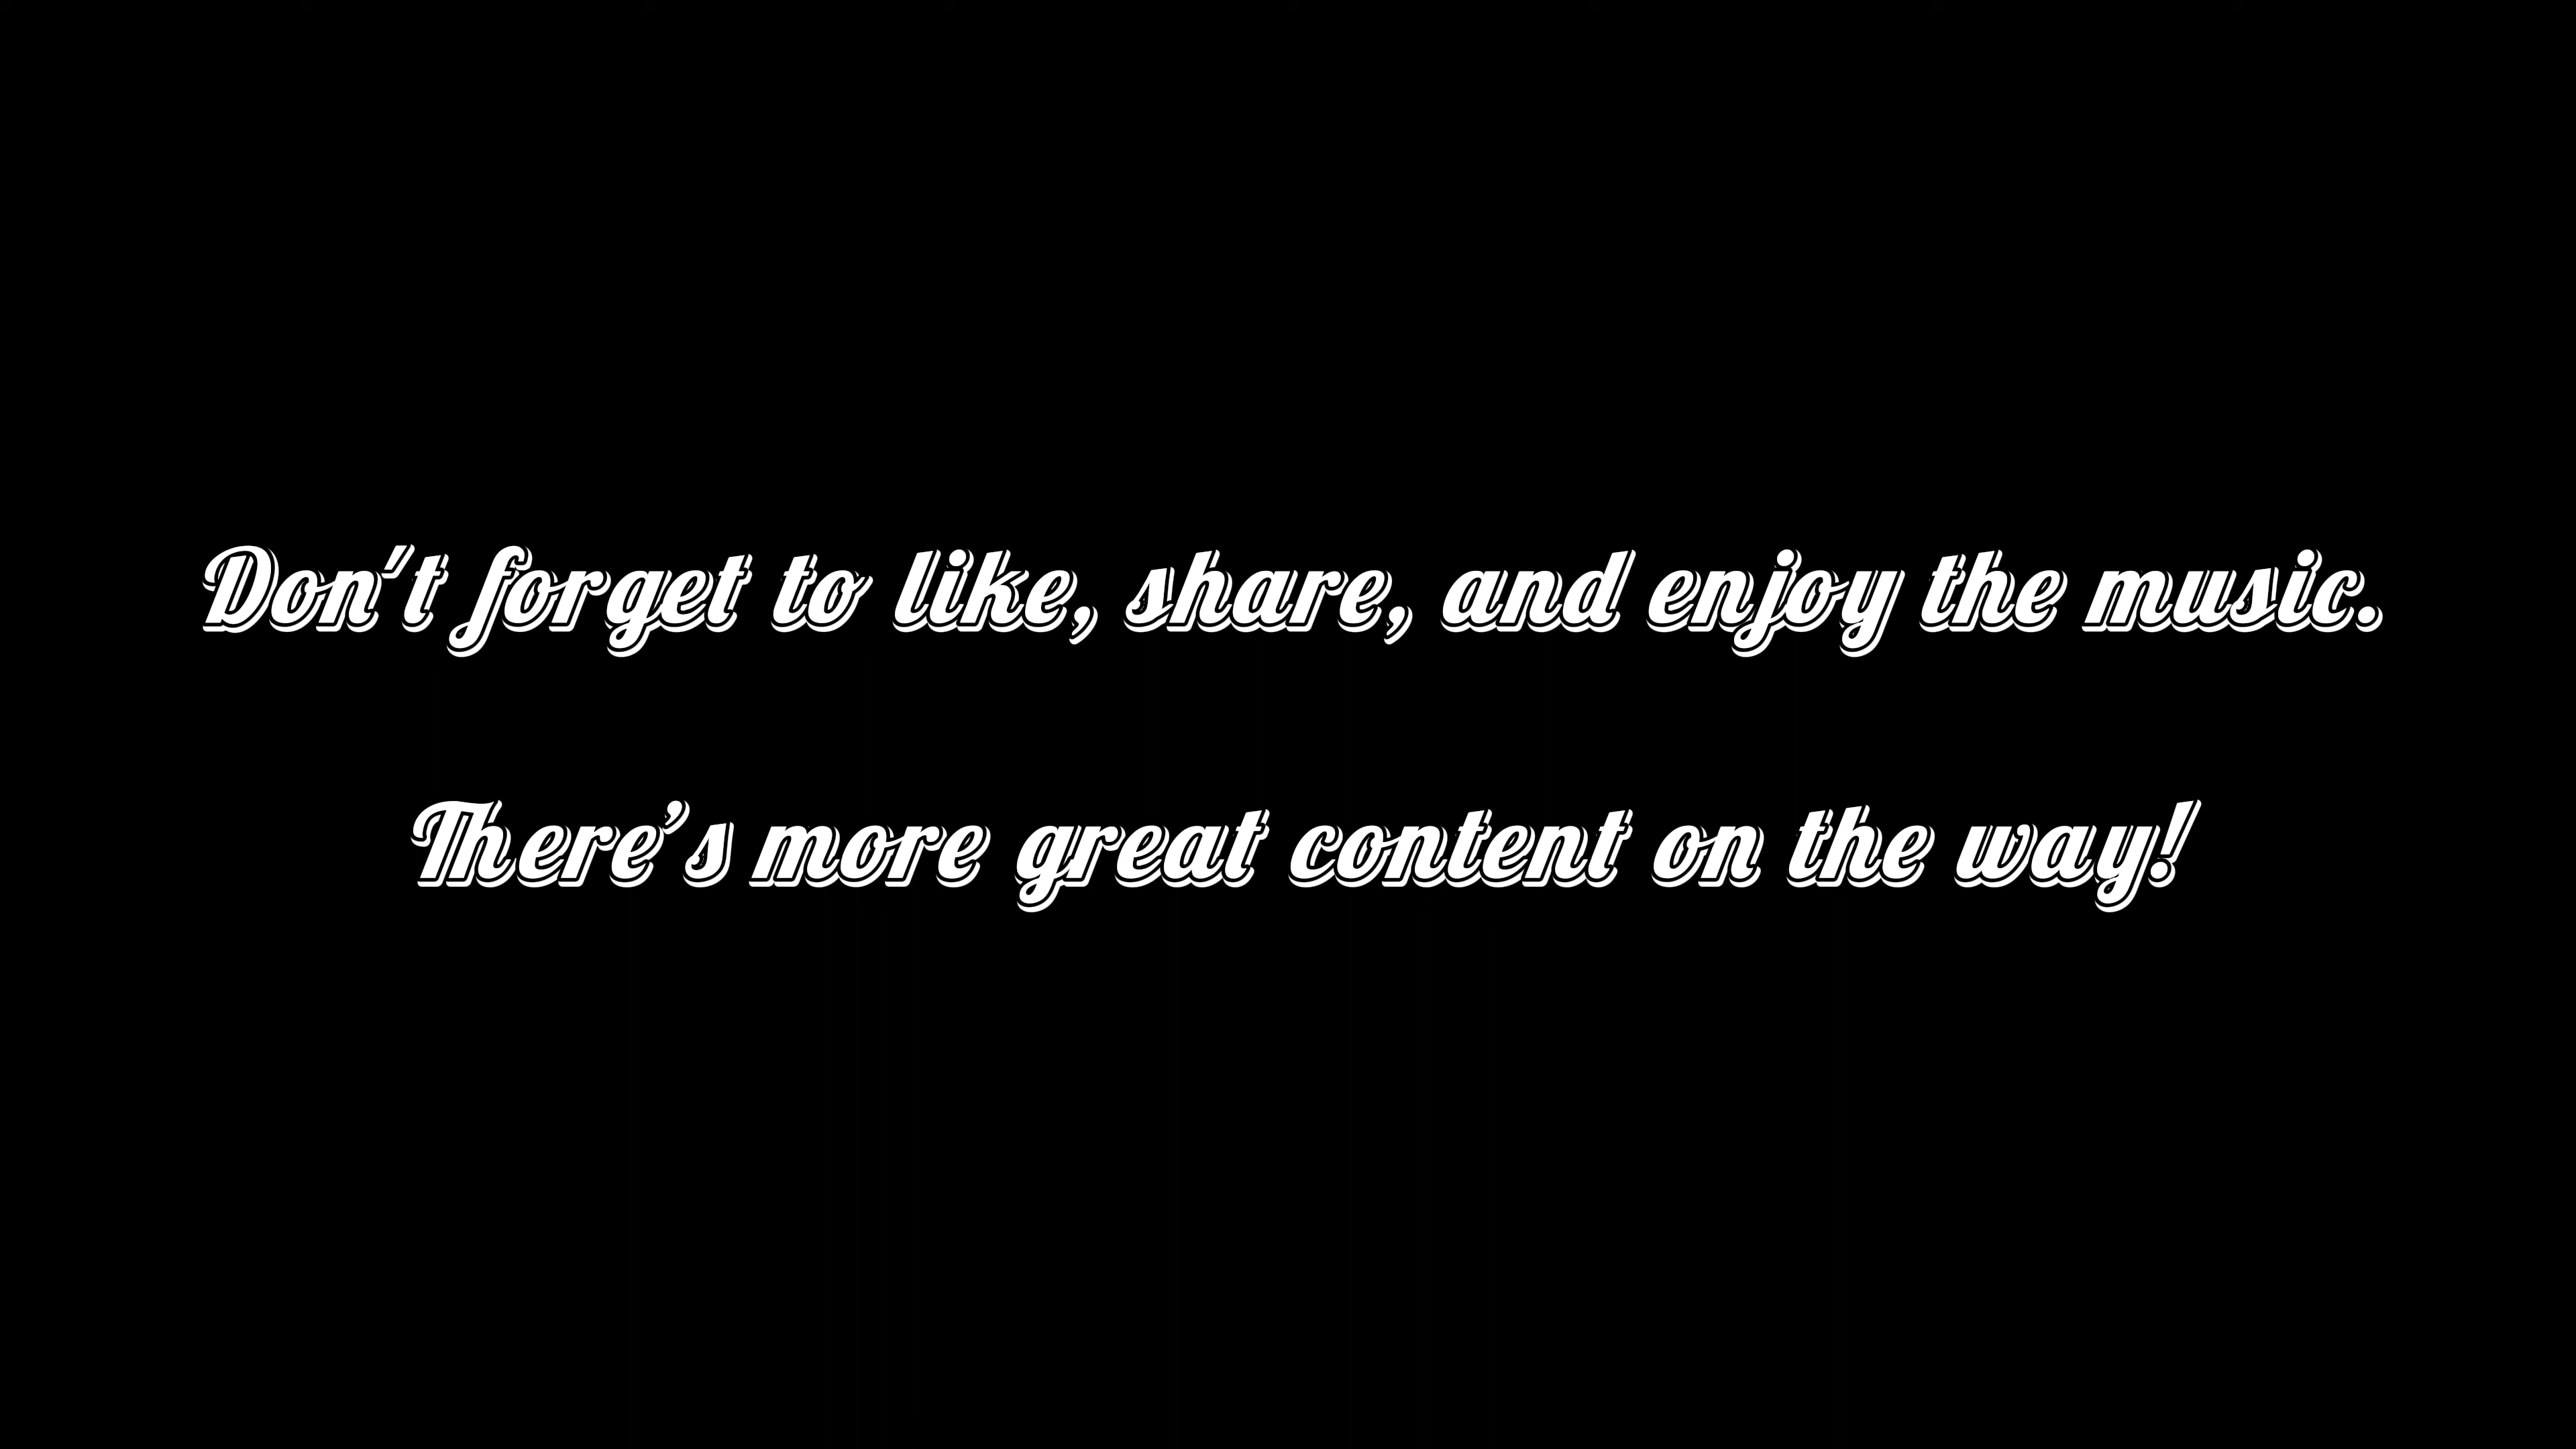 Don't forget to like, share, and enjoy the music.
There's more great content on the way!